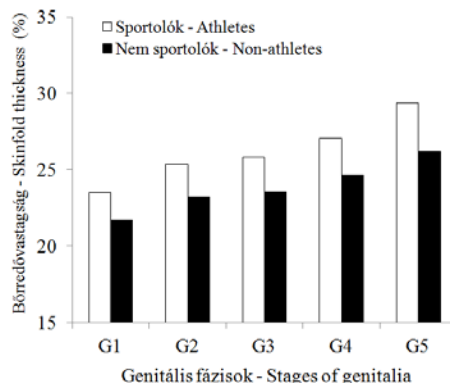 Sportolók - Athletes
Nem sportolók - Non-athletes
Bőrredővastagság - Skinfold thickness (%)
35
30
25
20
15
G1 G2 G3 G4 G5
Genitális fázisok - Stages of genitalia